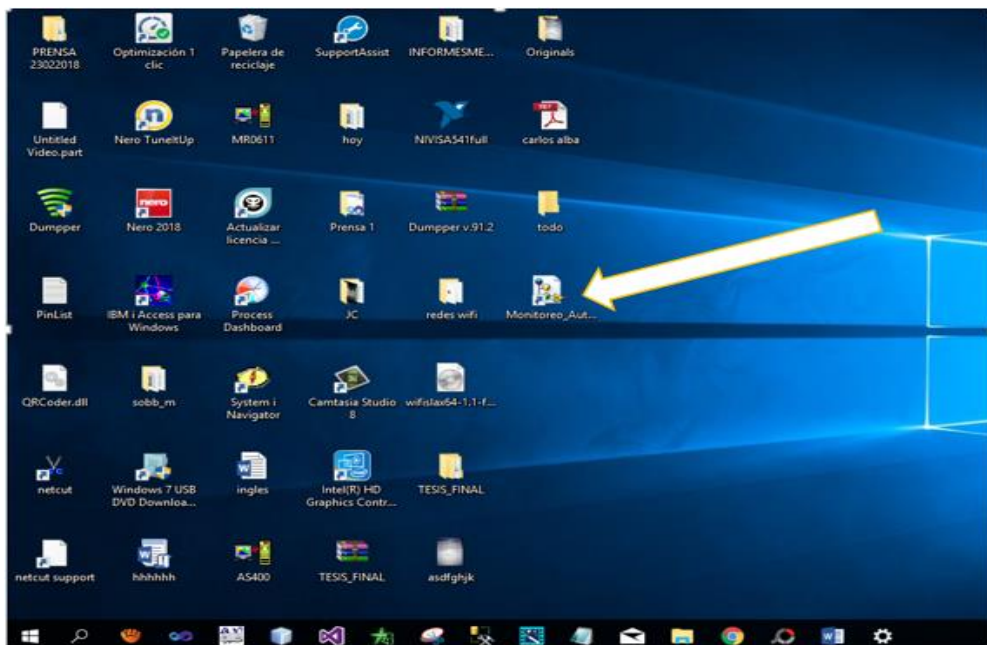 PRENSA
23022018
Optimización 1
clic
Papelera de
reciclaje
SupportAssist
INFORMESME...
Originals
Untitled
Video.part
Nero TuneItUp
MR0611
hoy
NIVISA541full
carlos alba
Dumpper
nero
Nero 2018
Actualizar
licencia ...
Prensa 1
Dumpper v.91.2
todo
PinList
IBM i Access para
Windows
Process
Dashboard
JC
redes wifi
Monitoreo_Aut...
QRCoder.dll
sobb_m
System i
Navigator
Camtasia Studio
8
wifislax64-1.1-f...
netcut
Windows 7 USB
DVD Downloa...
ingles
Intel(R) HD
Graphics Contr...
TESIS_FINAL
netcut support
hhhhhh
AS400
TESIS_FINAL
asdfghjk